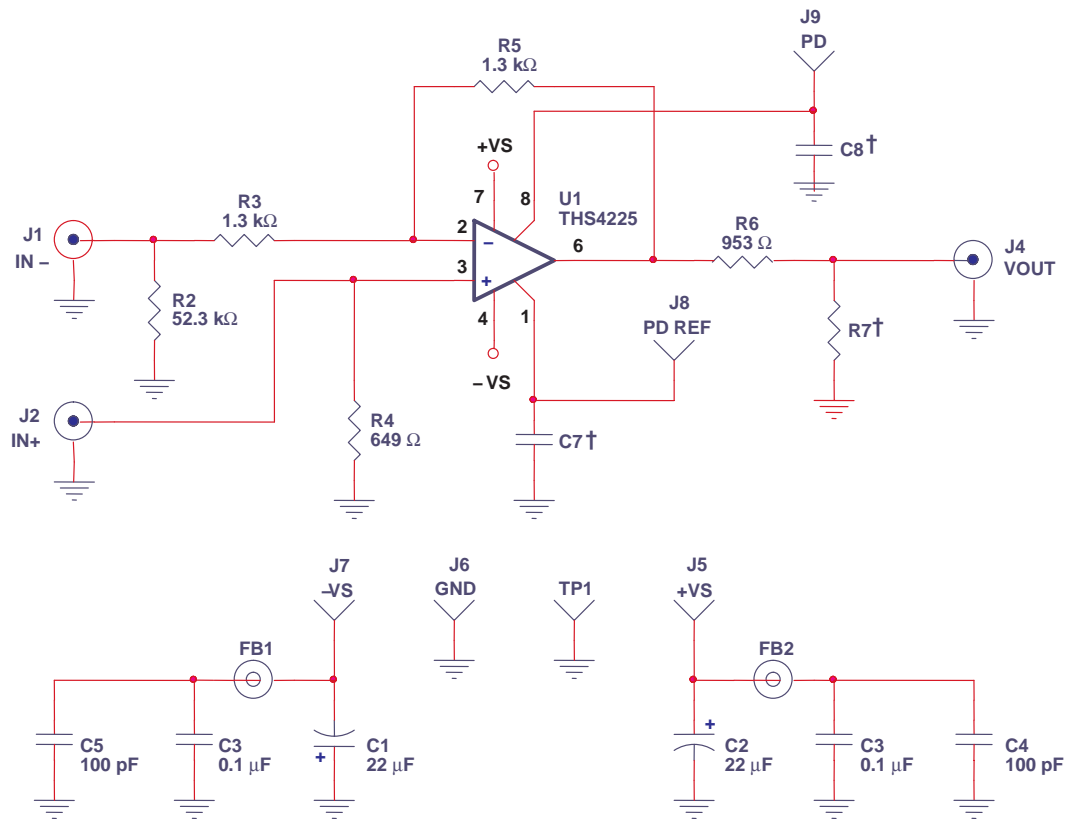 J9
PD
R5
1.3 kΩ
C8†
+VS
7
8
U1
THS4225
R3
1.3 kΩ
J1
IN –
2
–
3
+
6
R6
953 Ω
J4
VOUT
R2
52.3 kΩ
4
1
–VS
J8
PD REF
R7†
J2
IN+
R4
649 Ω
C7†
J7
–VS
J6
GND
TP1
J5
+VS
FB1
FB2
C5
100 pF
C3
0.1 µF
+
C1
22 µF
+
C2
22 µF
C3
0.1 µF
C4
100 pF